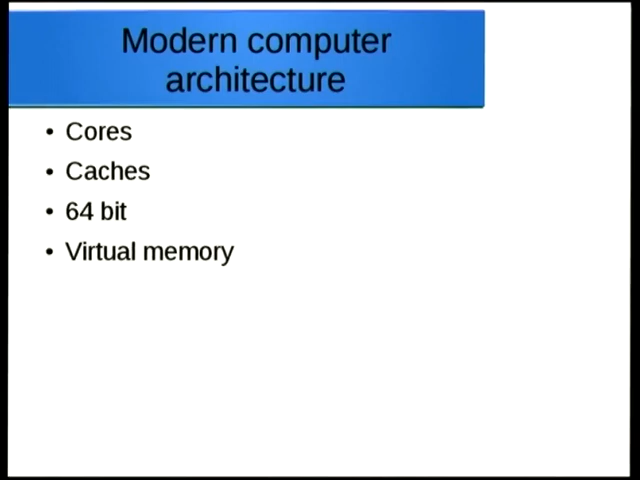 Modern computer
architecture
• Cores
• Caches
• 64 bit
• Virtual memory